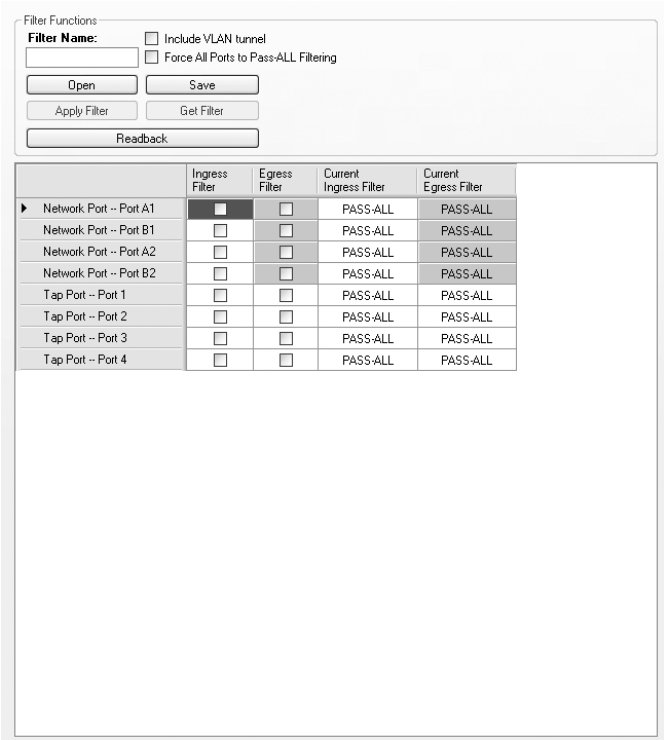 Filter Functions
Filter Name:
Include VLAN tunnel
Force All Ports to Pass-ALL Filtering
Open Save
Apply Filter Get Filter
Readback
Ingress Filter Egress Filter Current Ingress Filter Current Egress Filter
Network Port -- Port A1 PASS-ALL PASS-ALL
Network Port -- Port B1 PASS-ALL PASS-ALL
Network Port -- Port A2 PASS-ALL PASS-ALL
Network Port -- Port B2 PASS-ALL PASS-ALL
Tap Port -- Port 1 PASS-ALL PASS-ALL
Tap Port -- Port 2 PASS-ALL PASS-ALL
Tap Port -- Port 3 PASS-ALL PASS-ALL
Tap Port -- Port 4 PASS-ALL PASS-ALL